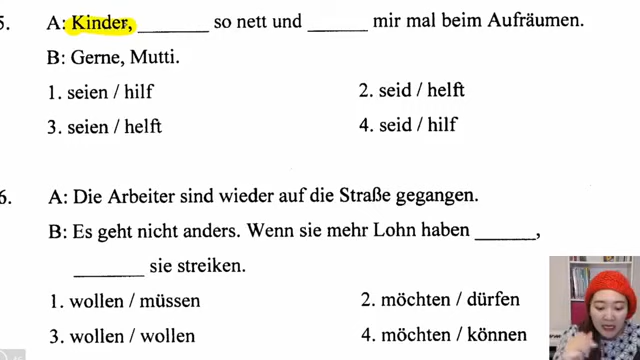 5. A: Kinder, _______ so nett und ______ mir mal beim Aufräumen.
B: Gerne, Mutti.
1. seien / hilf 2. seid / helft
3. seien / helft 4. seid / hilf
6. A: Die Arbeiter sind wieder auf die Straße gegangen.
B: Es geht nicht anders. Wenn sie mehr Lohn haben ______,
_______ sie streiken.
1. wollen / müssen 2. möchten / dürfen
3. wollen / wollen 4. möchten / können